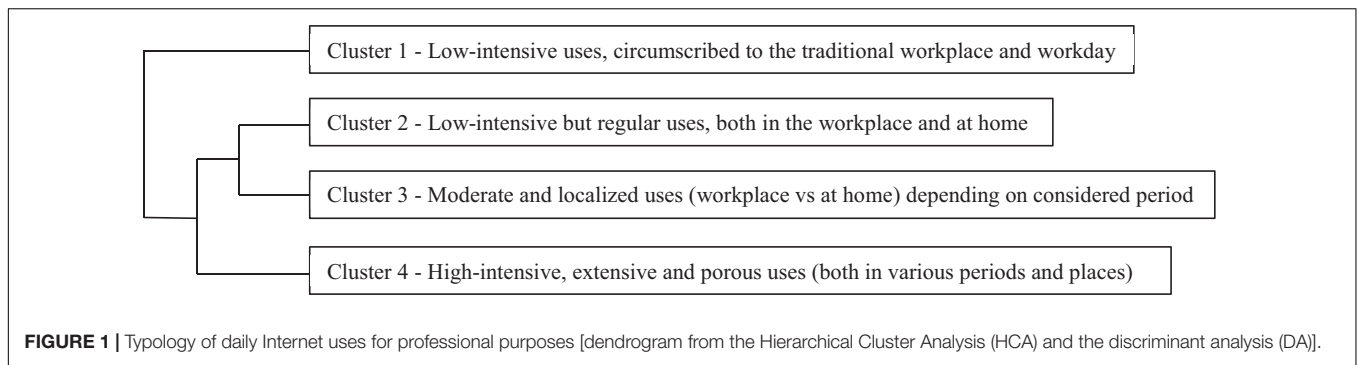 Cluster 1 - Low-intensive uses, circumscribed to the traditional workplace and workday
Cluster 2 - Low-intensive but regular uses, both in the workplace and at home
Cluster 3 - Moderate and localized uses (workplace vs at home) depending on considered period
Cluster 4 - High-intensive, extensive and porous uses (both in various periods and places)
FIGURE 1 | Typology of daily Internet uses for professional purposes [dendrogram from the Hierarchical Cluster Analysis (HCA) and the discriminant analysis (DA)].